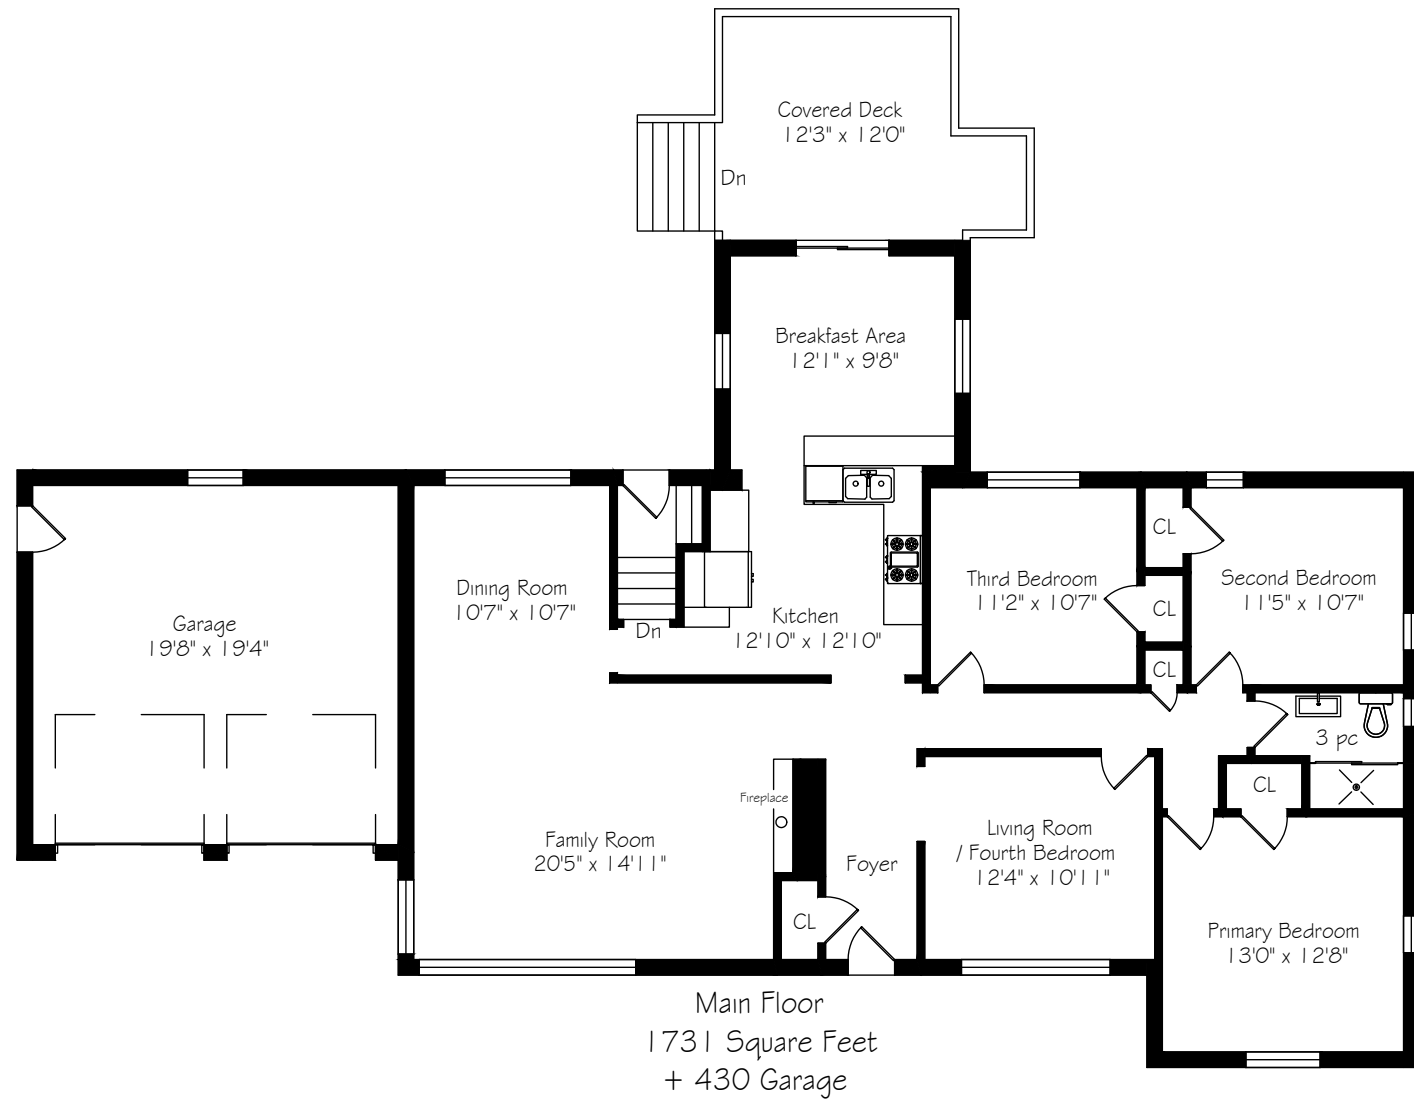 Covered Deck
12'3" x 12'0"
Dn
Breakfast Area
12'1" x 9'8"
Dining Room
10'7" x 10'7"
Dn
Kitchen
12'10" x 12'10"
Third Bedroom
11'2" x 10'7"
CL
CL
CL
Second Bedroom
11'5" x 10'7"
Garage
19'8" x 19'4"
3 pc
CL
Fireplace
Family Room
20'5" x 14'11"
Foyer
CL
Living Room
/ Fourth Bedroom
12'4" x 10'11"
Primary Bedroom
13'0" x 12'8"
Main Floor
1731 Square Feet
+ 430 Garage